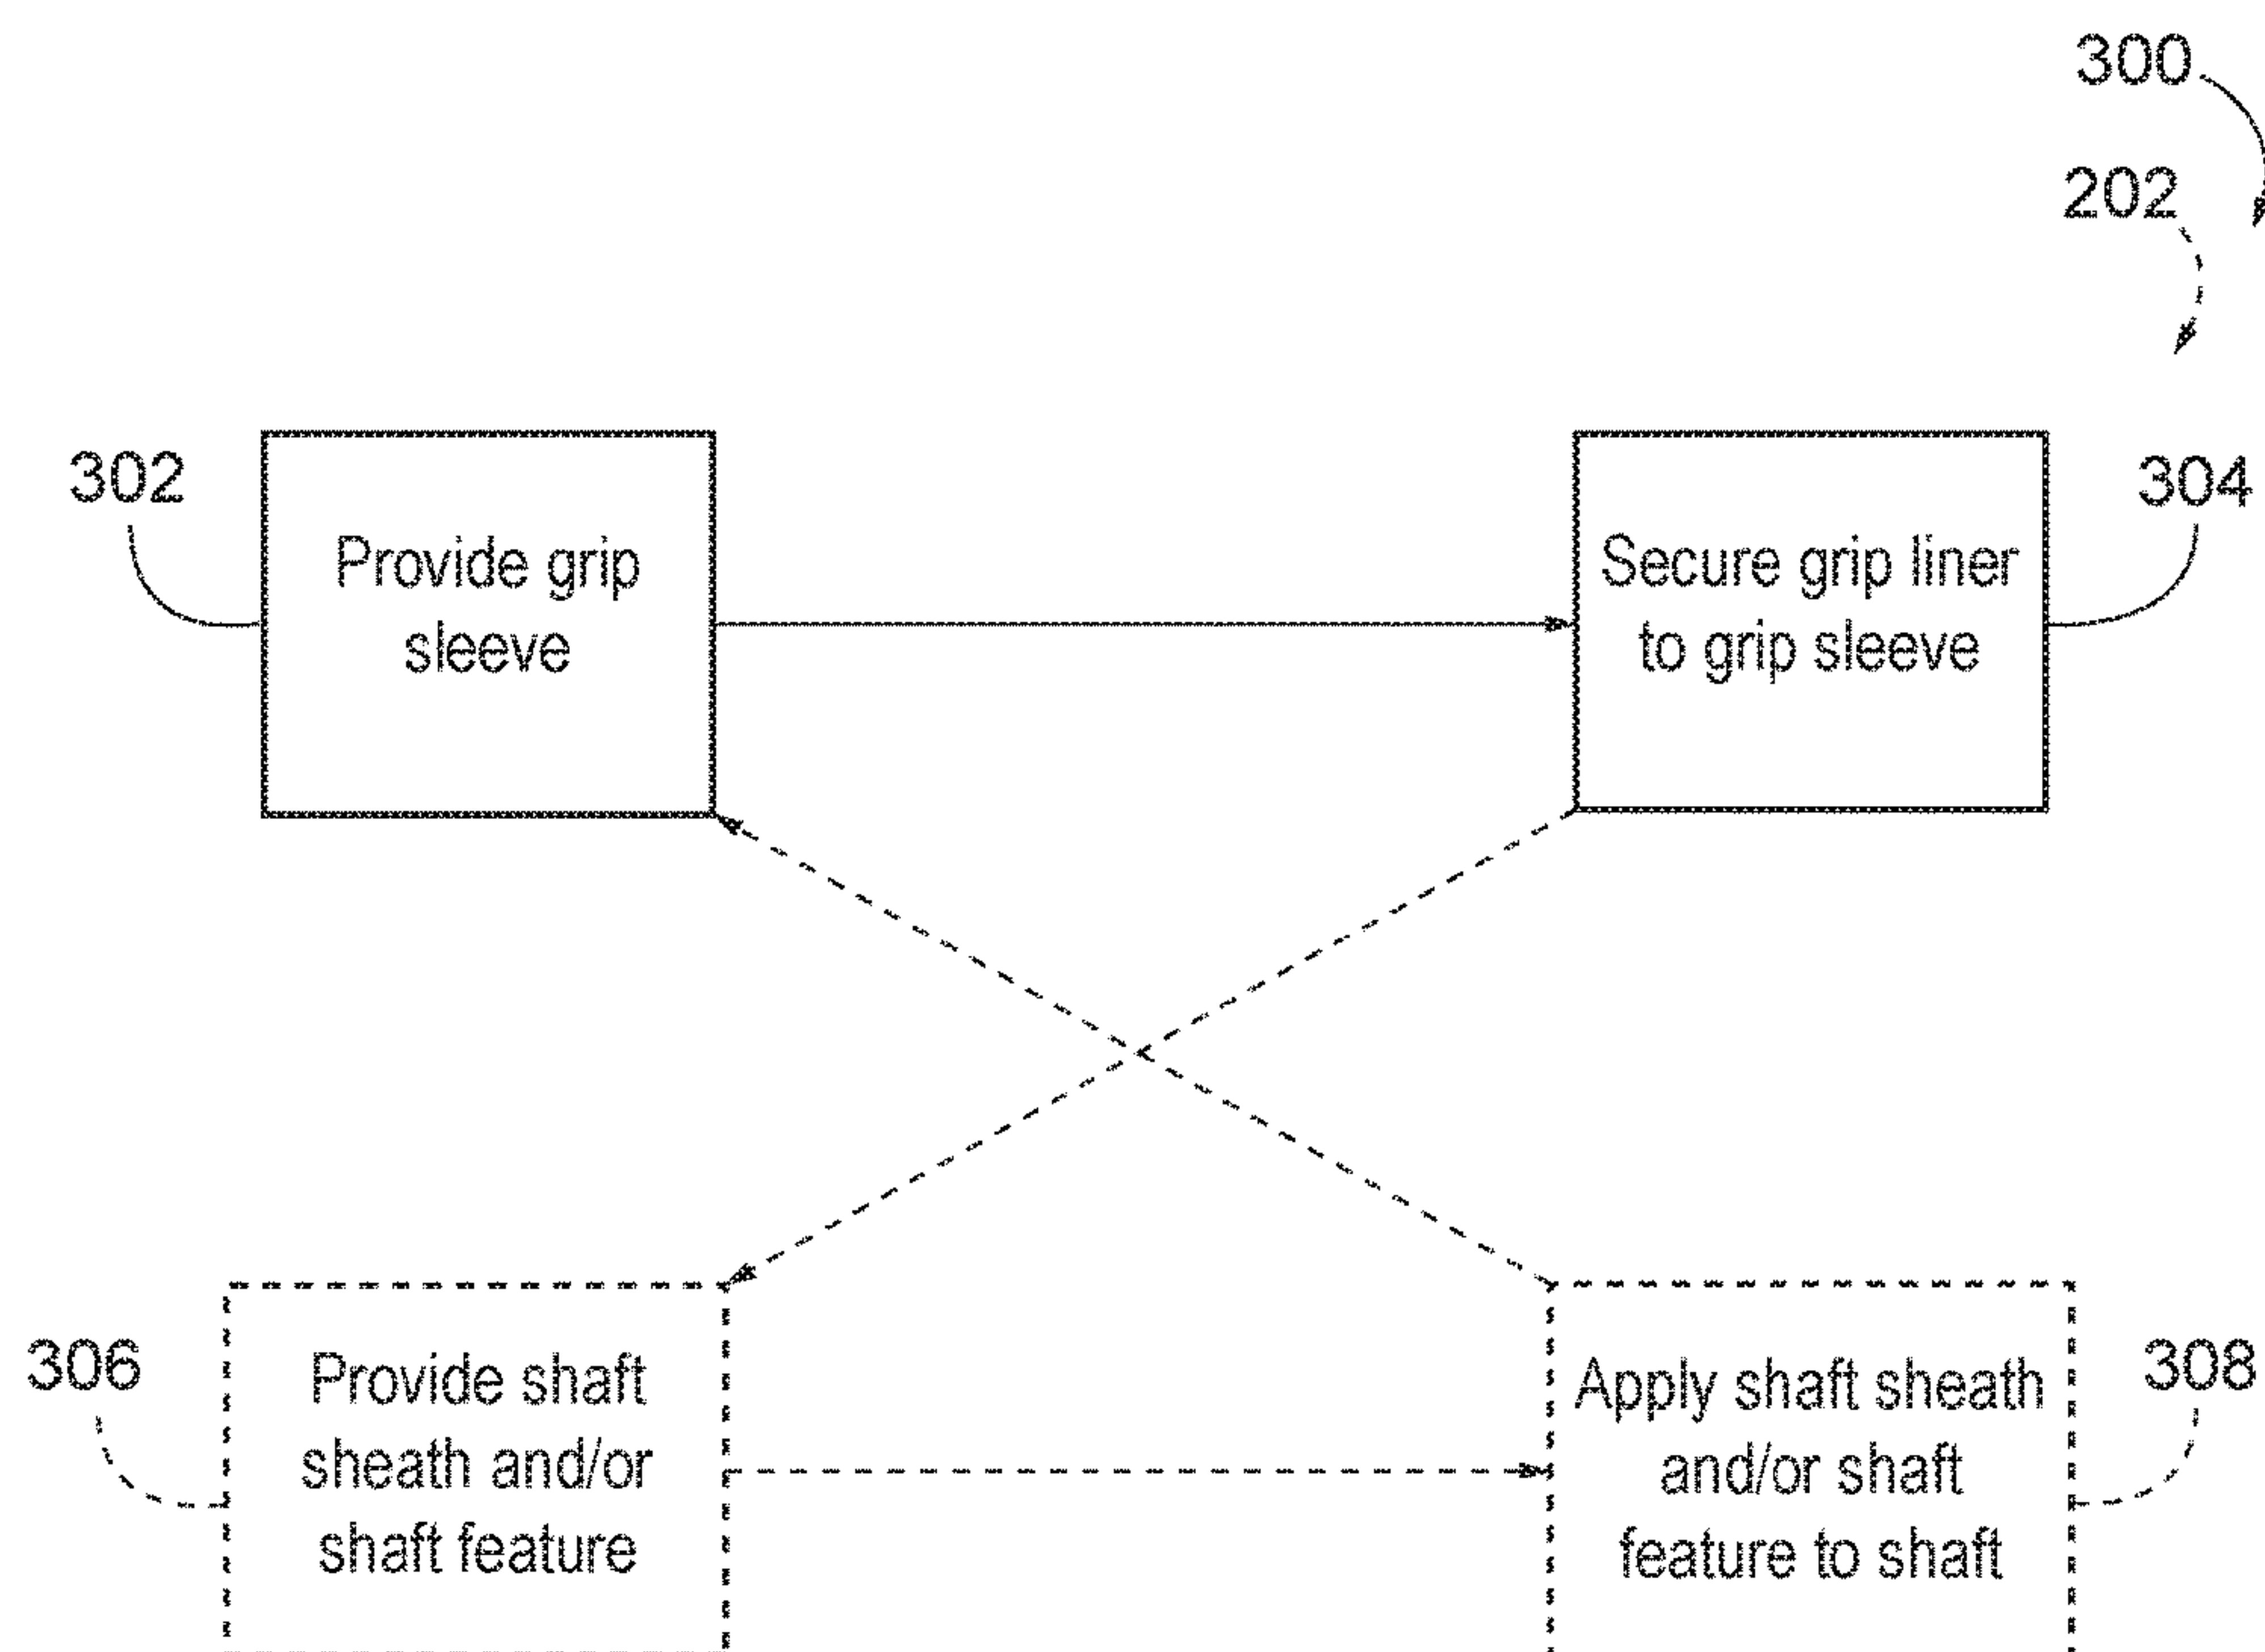 300
202
302
Provide grip
sleeve
Secure grip liner
to grip sleeve
304
306
Provide shaft
sheath and/or
shaft feature
Apply shaft sheath
and/or shaft
feature to shaft
308